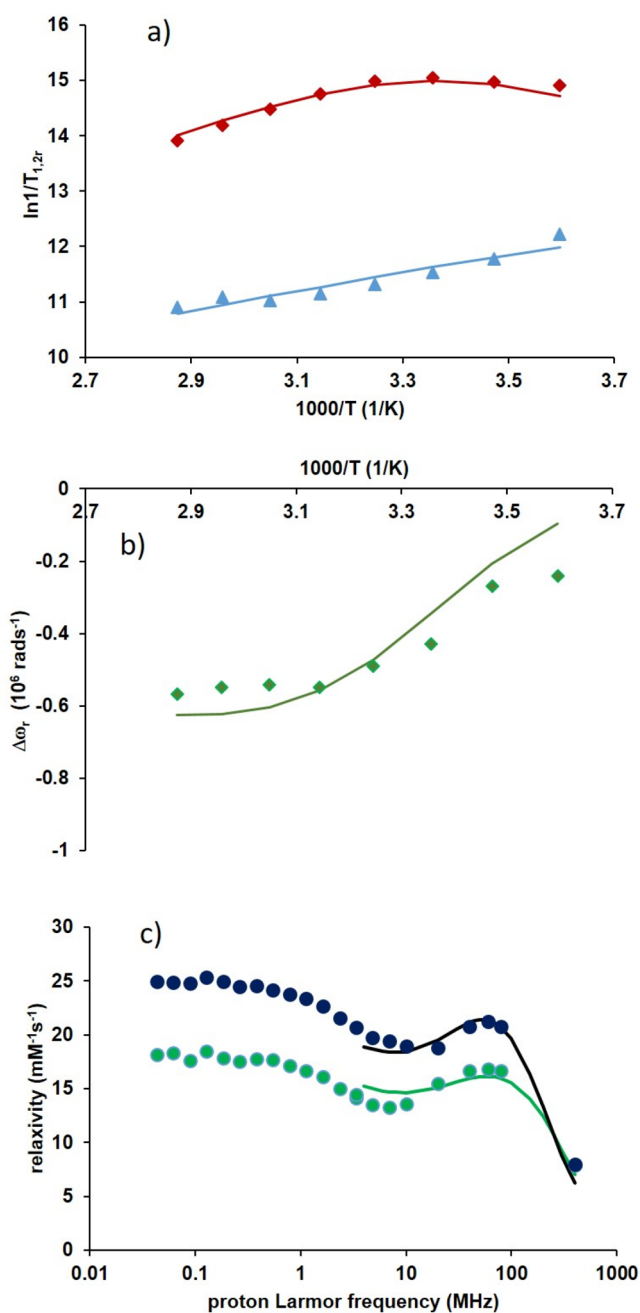 a)
16
15
14
13
12
11
10
ln1/T1,2r
2.7 2.9 3.1 3.3 3.5 3.7
1000/T (1/K)
1000/T (1/K)
0
2.7 2.9 3.1 3.3 3.5 3.7
b)
-0.2
-0.4
-0.6
-0.8
-1
Δωr (10⁶ rads⁻¹)
c)
30
25
20
15
10
5
0
relaxivity (mM⁻¹s⁻¹)
0.01 0.1 1 10 100 1000
proton Larmor frequency (MHz)